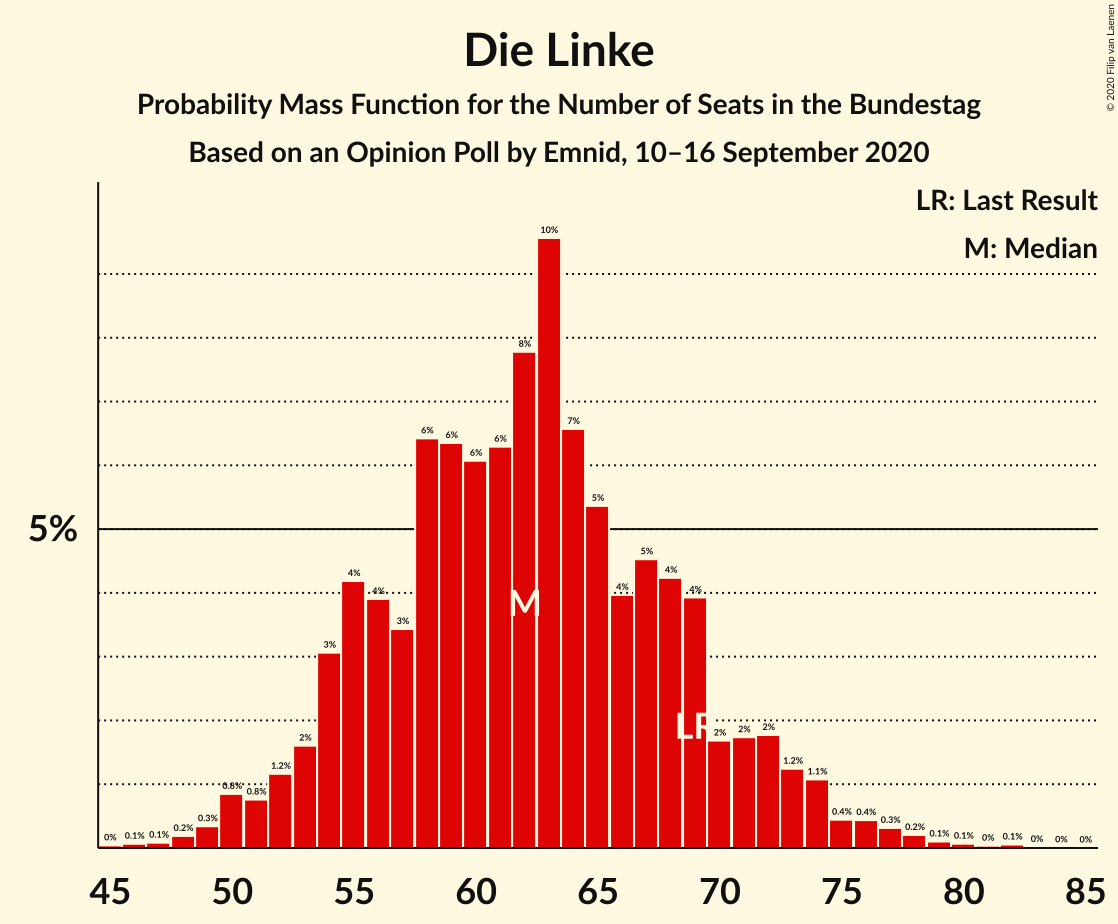 Die Linke
Probability Mass Function for the Number of Seats in the Bundestag
Based on an Opinion Poll by Emnid, 10–16 September 2020
© 2020 Filip van Laenen
LR: Last Result
M: Median
5%
0% 0.1% 0.1% 0.2% 0.3% 0.8% 0.8% 1.2% 2% 3% 4% 4% 3% 6% 6% 6% 6% 8% 10% 7% 5% 4% 5% 4% 4% 2% 2% 2% 1.2% 1.1% 0.4% 0.4% 0.3% 0.2% 0.1% 0.1% 0% 0.1% 0% 0% 0%
M
LR
45 50 55 60 65 70 75 80 85